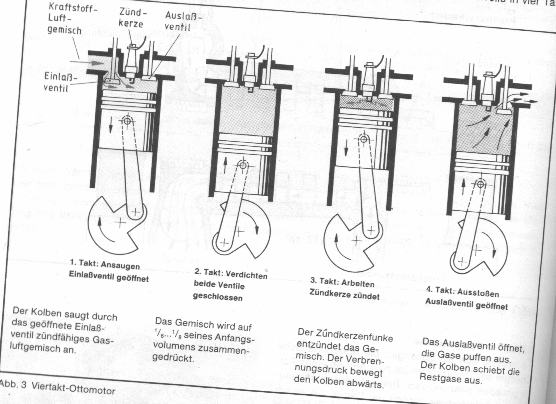 eile in vier Ta
Kraftstoff-
Luft-
gemisch
Zünd-
kerze
Auslaß-
ventil
Einlaß-
ventil
1. Takt: Ansaugen
Einlaßventil geöffnet
2. Takt: Verdichten
beide Ventile
geschlossen
3. Takt: Arbeiten
Zündkerze zündet
4. Takt: Ausstoßen
Auslaßventil geöffnet
Der Kolben saugt durch
das geöffnete Einlaß-
ventil zündfähiges Gas-
luftgemisch an.
Das Gemisch wird auf
seines Anfangs-
volumens zusammen-
gedrückt.
Der Zündkerzenfunke
entzündet das Ge-
misch. Der Verbren-
nungsdruck bewegt
den Kolben abwärts.
Das Auslaßventil öffnet,
die Gase puffen aus.
Der Kolben schiebt die
Restgase aus.
Abb. 3 Viertakt-Ottomotor